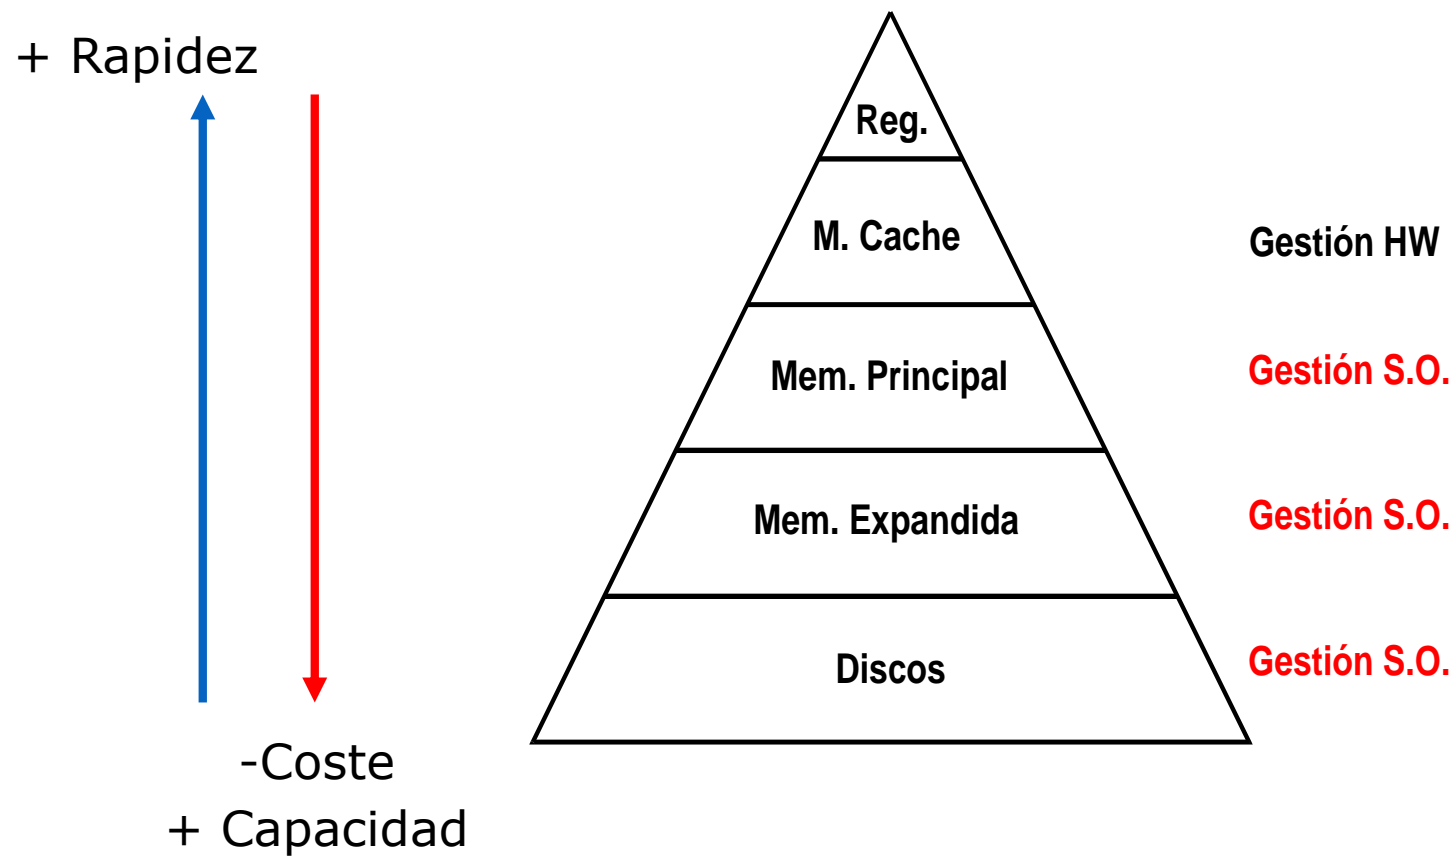 + Rapidez
Reg.
M. Cache
Gestión HW
Mem. Principal
Gestión S.O.
Mem. Expandida
Gestión S.O.
Discos
Gestión S.O.
-Coste
+ Capacidad